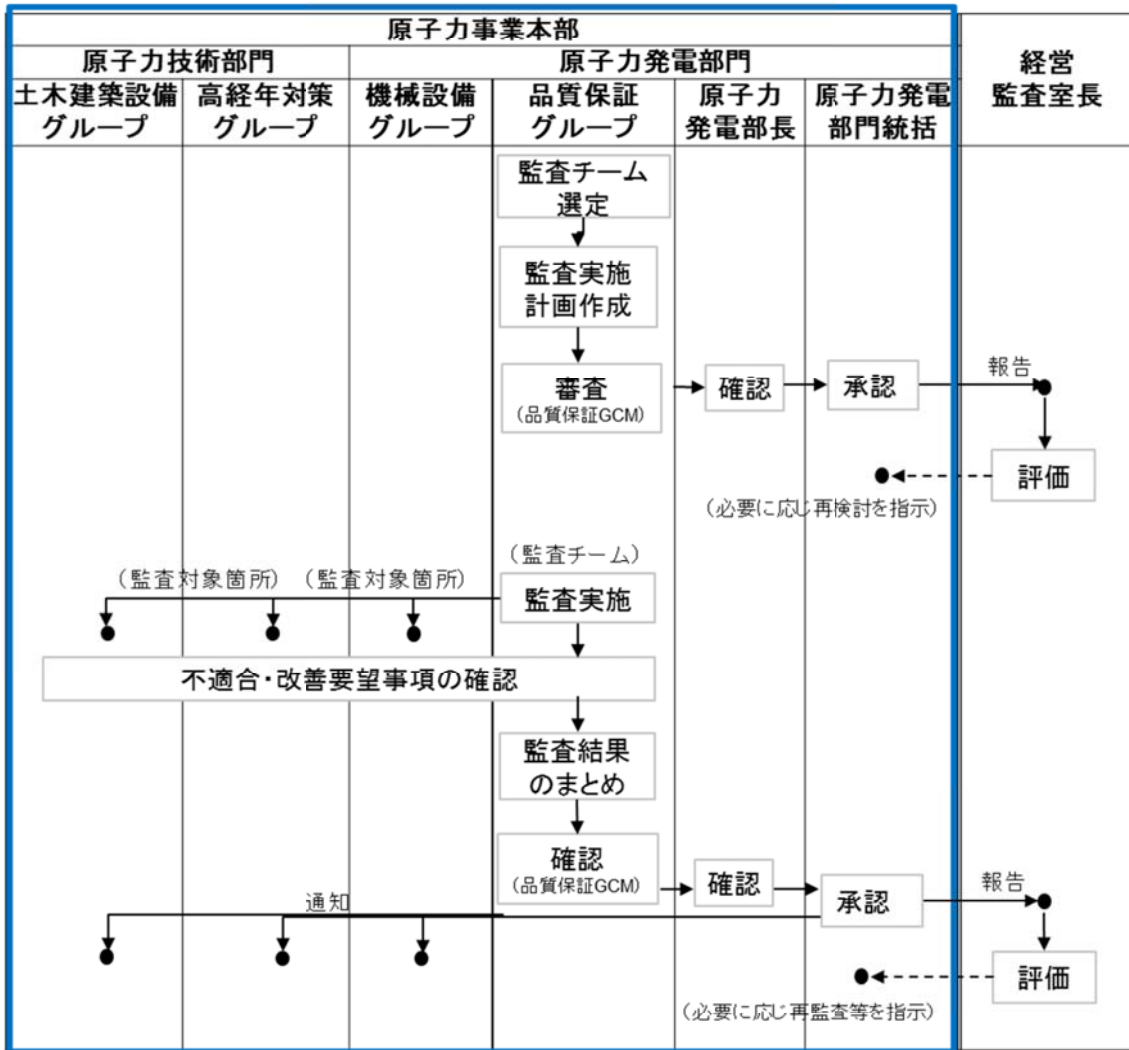 原子力事業本部
原子力技術部門
原子力発電部門
経営
監査室長
土木建築設備
グループ
高経年対策
グループ
機械設備
グループ
品質保証
グループ
原子力
発電部長
原子力発電
部門統括
監査チーム
選定
監査実施
計画作成
審査
(品質保証GCM)
確認
承認
報告
評価
(必要に応じ再検討を指示)
(監査チーム)
(監査対象箇所)
(監査対象箇所)
監査実施
不適合・改善要望事項の確認
監査結果
のまとめ
確認
(品質保証GCM)
確認
承認
報告
通知
評価
(必要に応じ再監査等を指示)